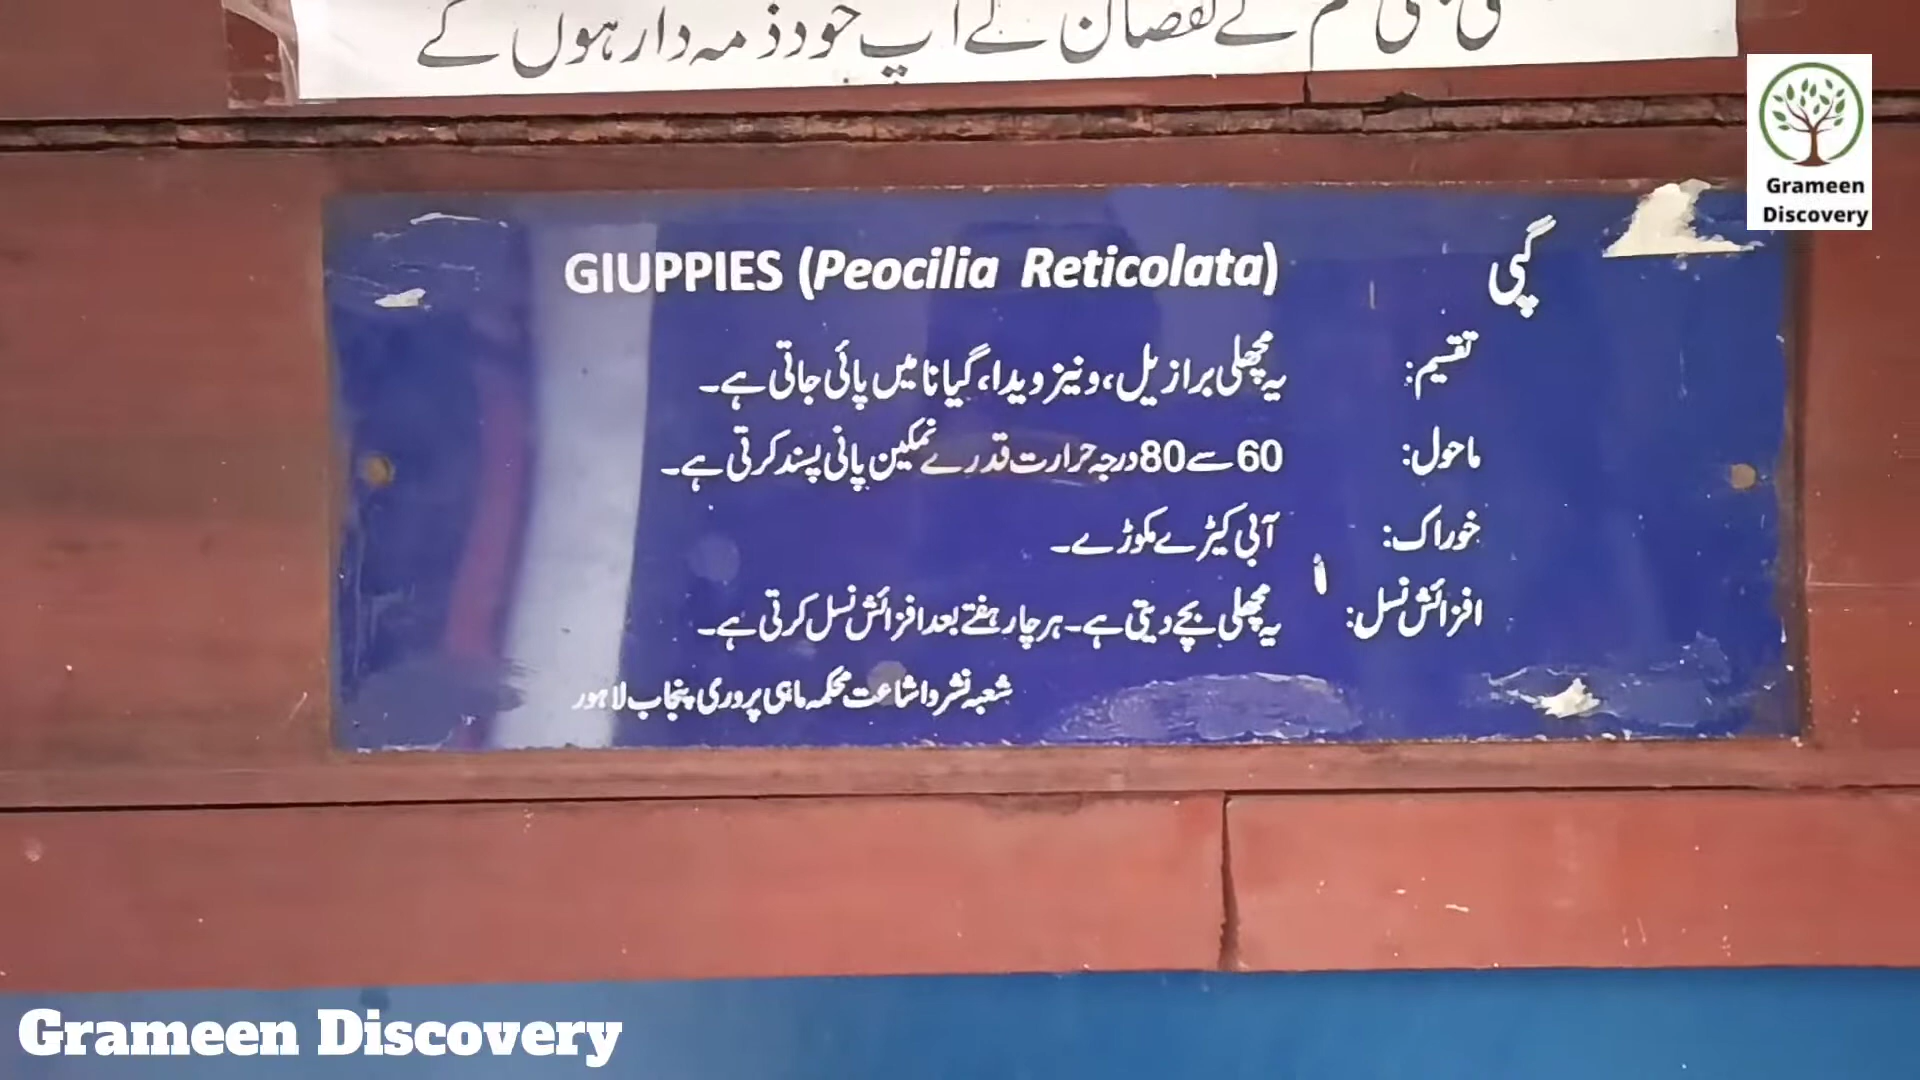 کے نقصان کے آپ خود ذمہ دار ہوں گے
Grameen
Discovery
GIUPPIES (Peocilia Reticolata) گپی
تقسیم: یہ مچھلی برازیل، ونیزویدا، گیانا میں پائی جاتی ہے۔
ماحول: 60 سے 80 درجہ حرارت قدرے نمکین پانی پسند کرتی ہے۔
خوراک: آبی کیڑے مکوڑے۔
افزائش نسل: یہ مچھلی بچے دیتی ہے۔ ہر چار ہفتے بعد افزائش نسل کرتی ہے۔
شعبہ نشر و اشاعت محکمہ ماہی پروری پنجاب لاہور
Grameen Discovery